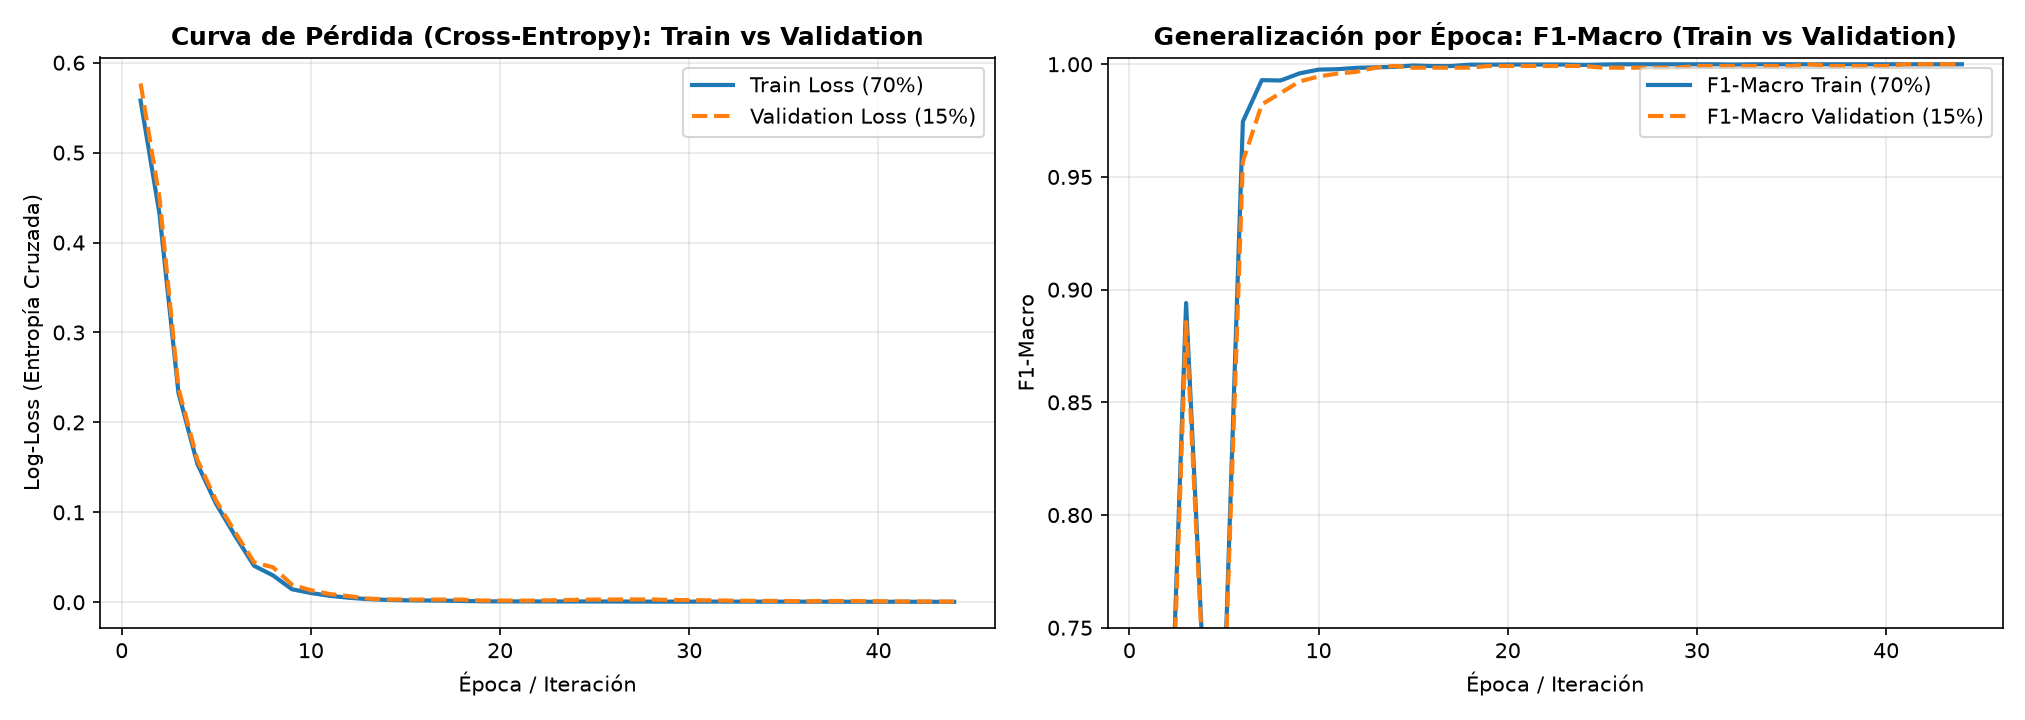 Curva de Pérdida (Cross-Entropy): Train vs Validation
0.6
0.5
0.4
0.3
0.2
0.1
0.0
Log-Loss (Entropía Cruzada)
Train Loss (70%)
Validation Loss (15%)
0 10 20 30 40
Época / Iteración
Generalización por Época: F1-Macro (Train vs Validation)
1.00
0.95
0.90
0.85
0.80
0.75
F1-Macro
F1-Macro Train (70%)
F1-Macro Validation (15%)
0 10 20 30 40
Época / Iteración